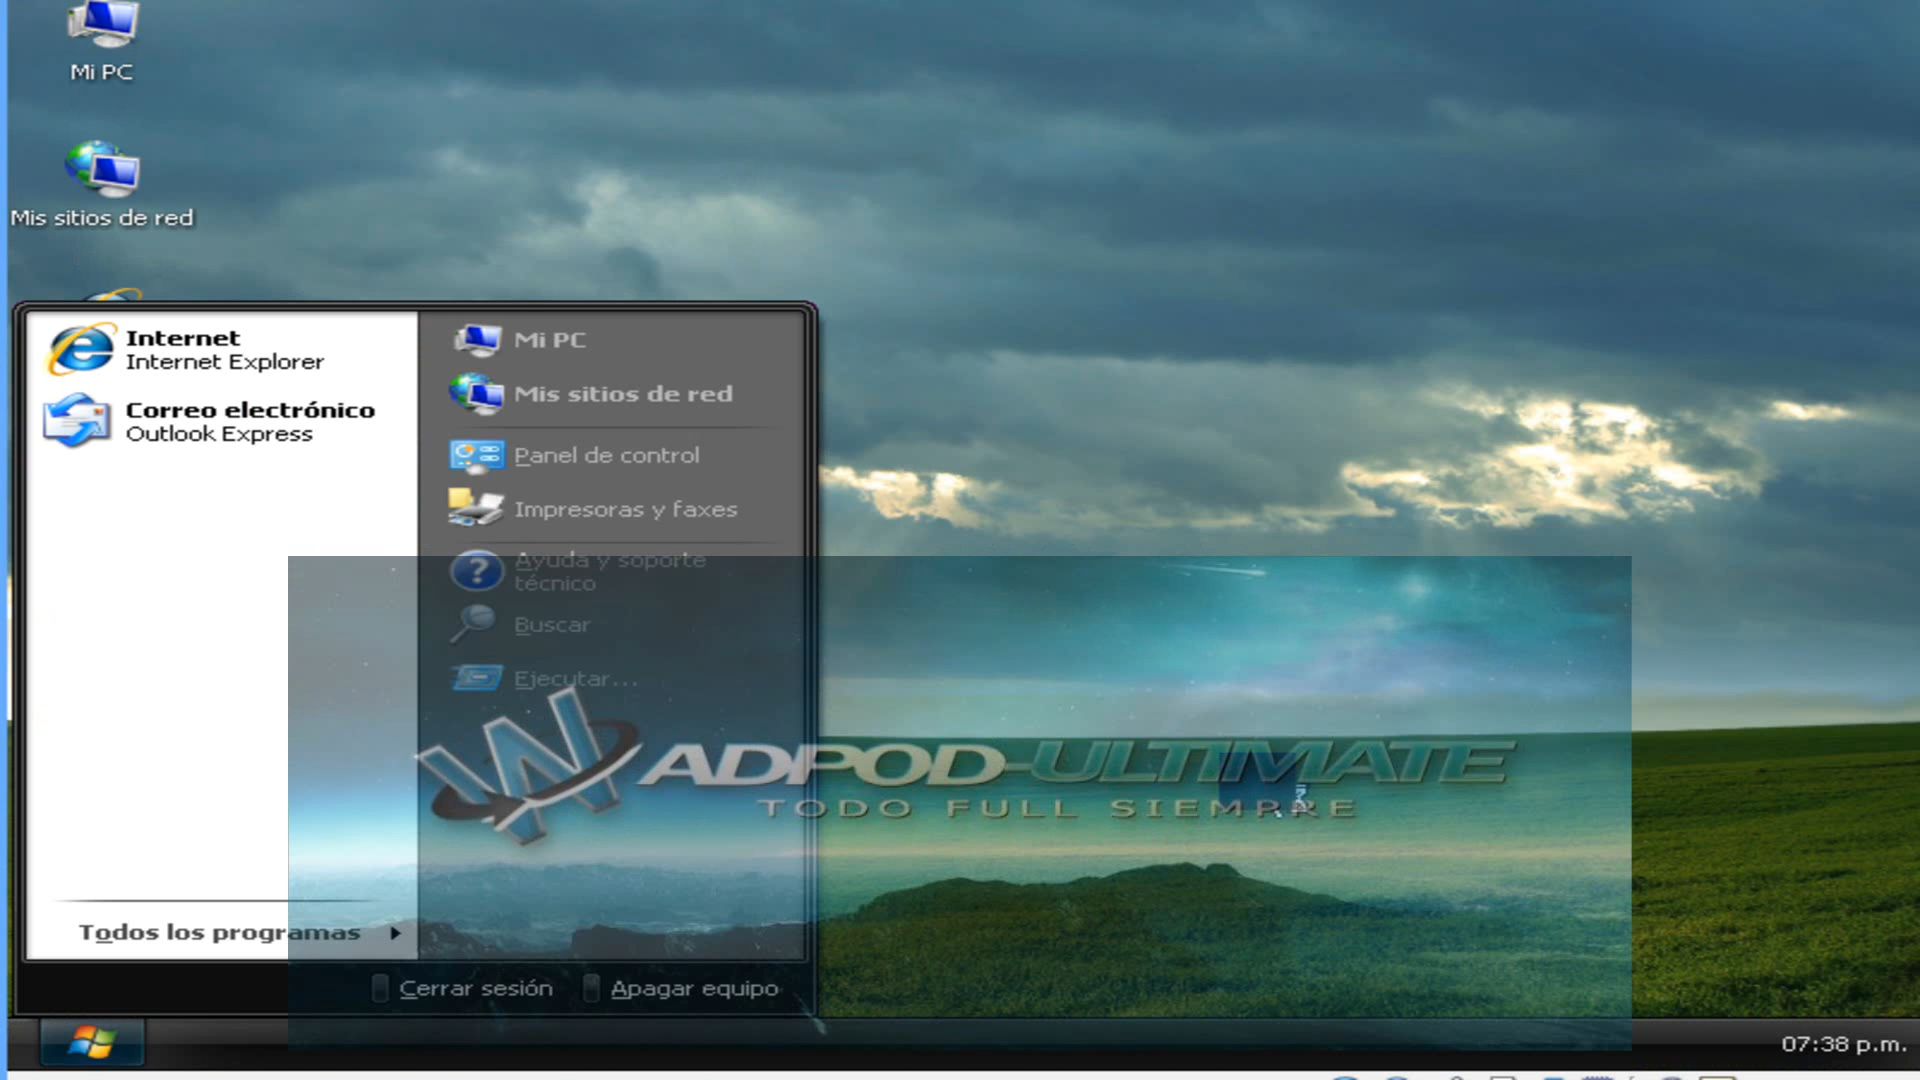 Mi PC
Mis sitios de red
Internet
Internet Explorer
Correo electrónico
Outlook Express
Todos los programas
Mi PC
Mis sitios de red
Panel de control
Impresoras y faxes
Ayuda y soporte
técnico
Buscar
Ejecutar...
WADPOD-ULTIMATE
TODO FULL SIEMPRE
Cerrar sesión
Apagar equipo
07:38 p.m.